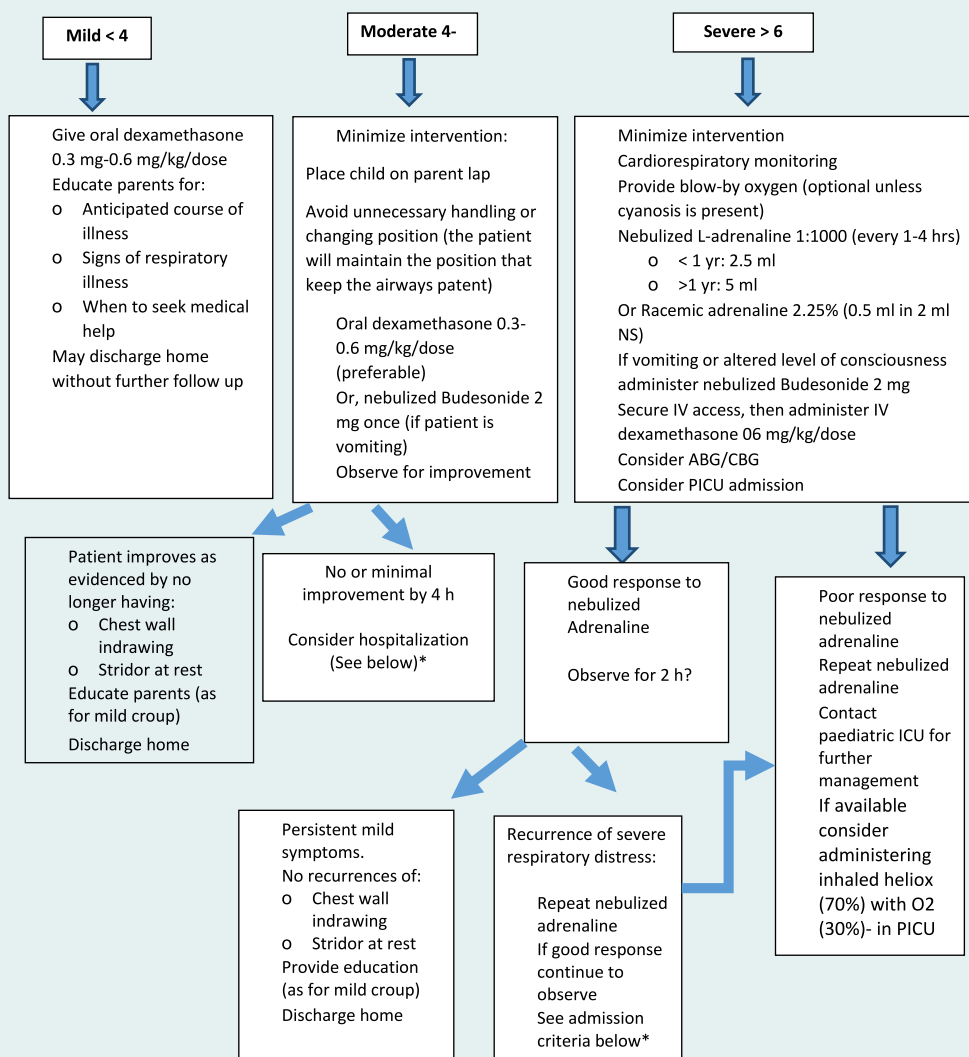 Mild < 4
Moderate 4-
Severe > 6
Give oral dexamethasone
0.3 mg-0.6 mg/kg/dose
Educate parents for:
o Anticipated course of
illness
o Signs of respiratory
illness
o When to seek medical
help
May discharge home
without further follow up
Minimize intervention:
Place child on parent lap
Avoid unnecessary handling or
changing position (the patient
will maintain the position that
keep the airways patent)
Oral dexamethasone 0.3-
0.6 mg/kg/dose
(preferable)
Or, nebulized Budesonide 2
mg once (if patient is
vomiting)
Observe for improvement
Minimize intervention
Cardiorespiratory monitoring
Provide blow-by oxygen (optional unless
cyanosis is present)
Nebulized L-adrenaline 1:1000 (every 1-4 hrs)
o < 1 yr: 2.5 ml
o >1 yr: 5 ml
Or Racemic adrenaline 2.25% (0.5 ml in 2 ml
NS)
If vomiting or altered level of consciousness
administer nebulized Budesonide 2 mg
Secure IV access, then administer IV
dexamethasone 06 mg/kg/dose
Consider ABG/CBG
Consider PICU admission
Patient improves as
evidenced by no
longer having:
o Chest wall
indrawing
o Stridor at rest
Educate parents (as
for mild croup)
Discharge home
No or minimal
improvement by 4 h
Consider hospitalization
(See below)*
Good response to
nebulized
Adrenaline
Observe for 2 h?
Poor response to
nebulized
adrenaline
Repeat nebulized
adrenaline
Contact
paediatric ICU for
further
management
If available
consider
administering
inhaled heliox
(70%) with O2
(30%)- in PICU
Persistent mild
symptoms.
No recurrences of:
o Chest wall
indrawing
o Stridor at rest
Provide education
(as for mild croup)
Discharge home
Recurrence of severe
respiratory distress:
Repeat nebulized
adrenaline
If good response
continue to
observe
See admission
criteria below*